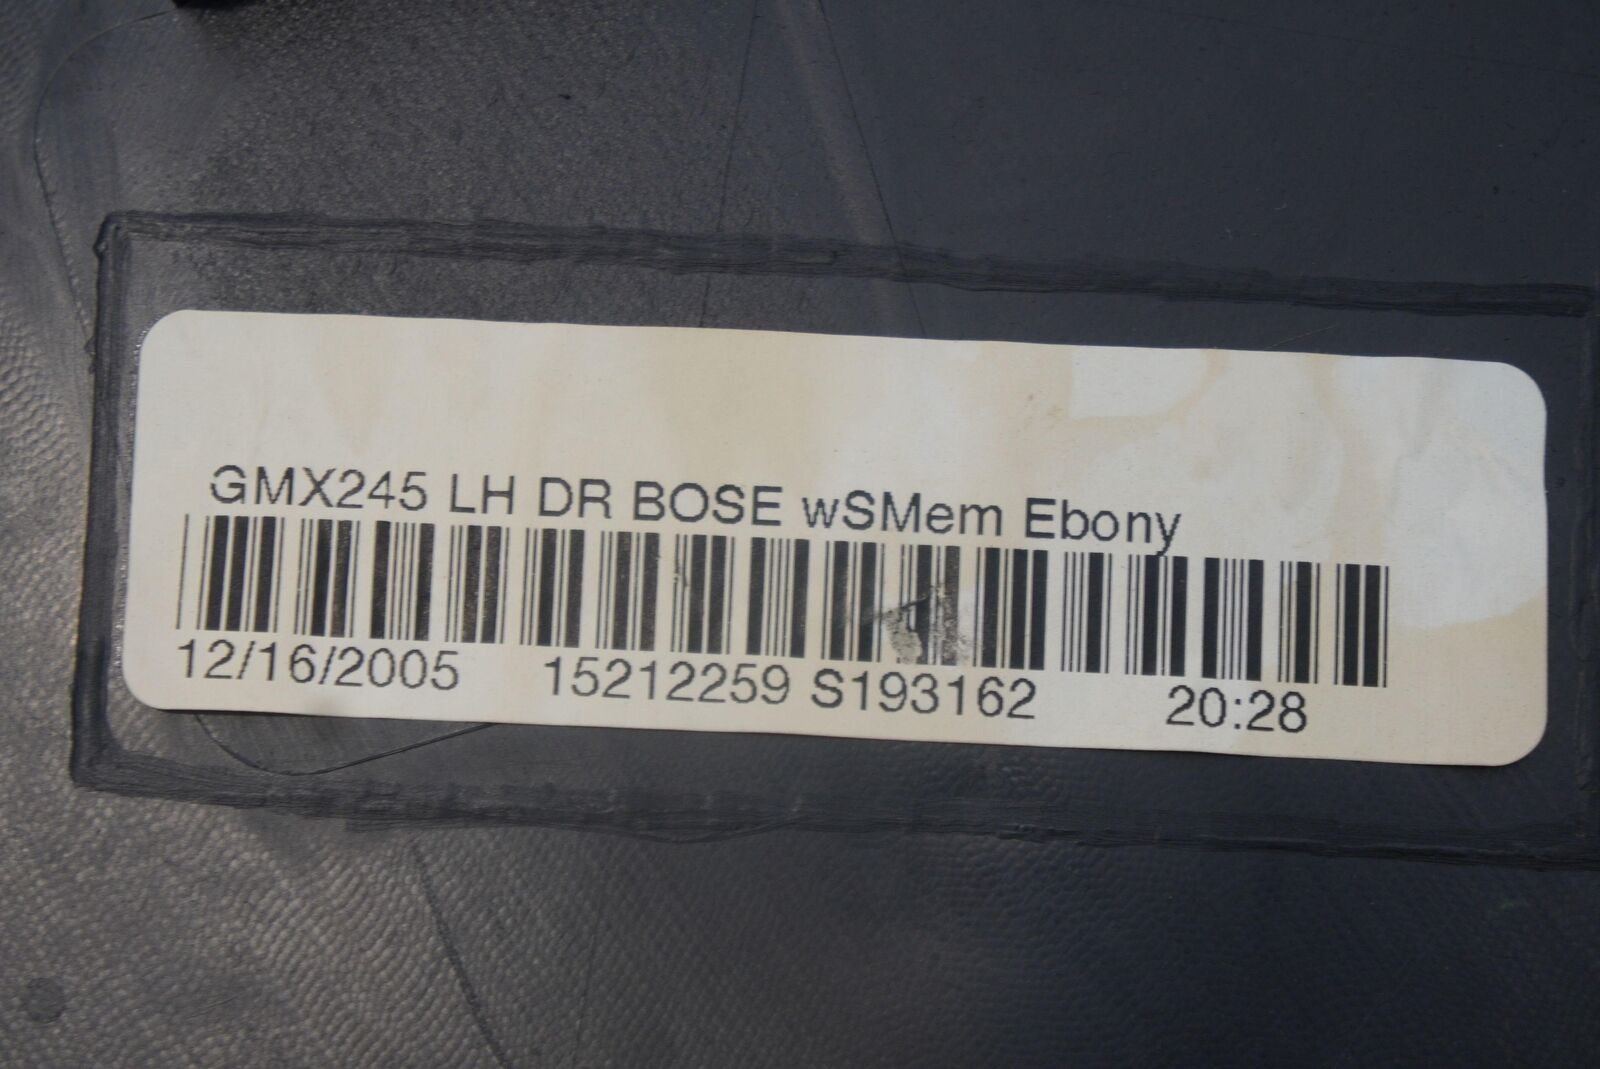 GMX245 LH DR BOSE wSMem Ebony
12/16/2005 15212259 S193162 20:28